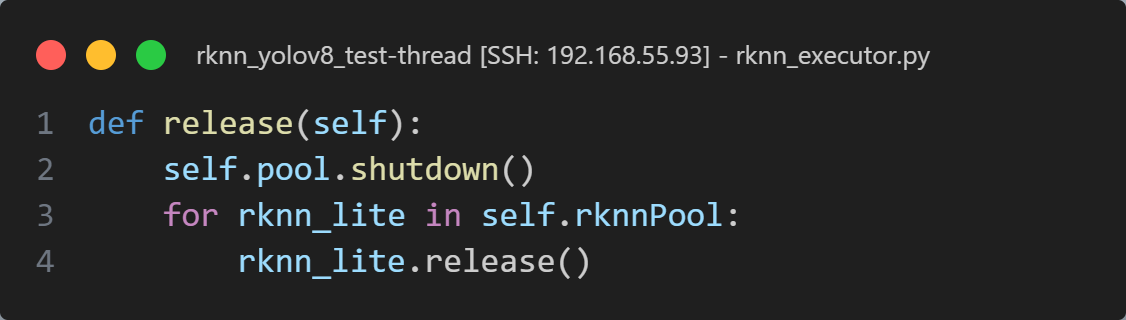 rknn_yolov8_test-thread [SSH: 192.168.55.93] - rknn_executor.py
1 def release(self):
2     self.pool.shutdown()
3     for rknn_lite in self.rknnPool:
4         rknn_lite.release()